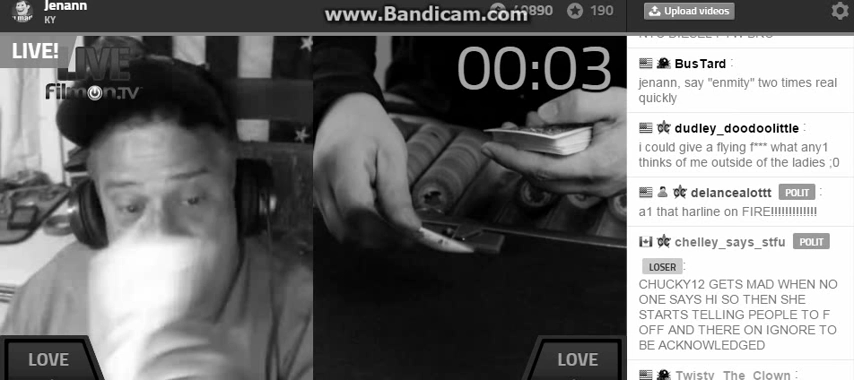 Jenann
KY
www.Bandicam.com
40890
190
Upload videos
LIVE!
LIVE
filmon.TV
00:03
BusTard :
jenann, say "enmity" two times real
quickly
dudley_doodoolittle :
i could give a flying f*** what any1
thinks of me outside of the ladies ;0
delancealottt POLIT :
a1 that harline on FIRE!!!!!!!!!!!!!
chelley_says_stfu POLIT
LOSER :
CHUCKY12 GETS MAD WHEN NO
ONE SAYS HI SO THEN SHE
STARTS TELLING PEOPLE TO F
OFF AND THERE ON IGNORE TO
BE ACKNOWLEDGED
Twisty_The_Clown :
LOVE
LOVE